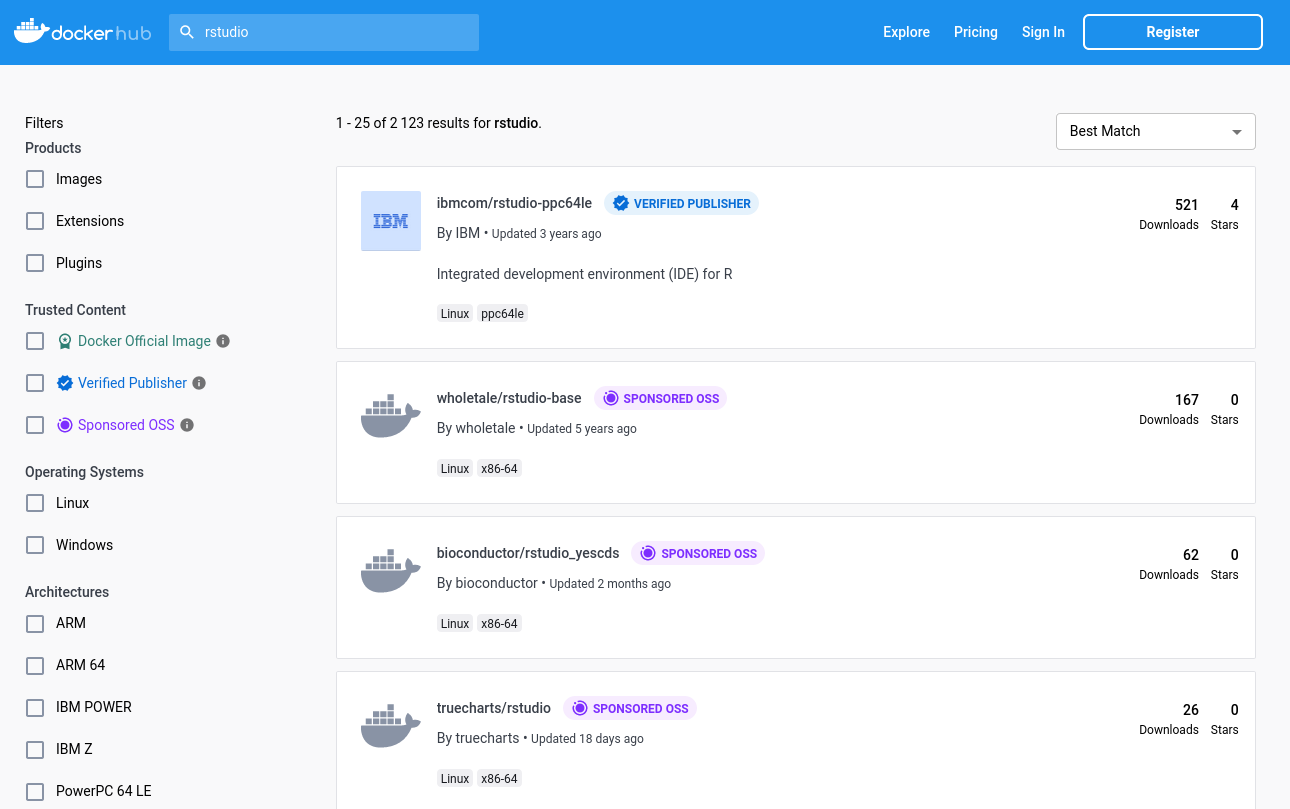 dockerhub
rstudio
Explore
Pricing
Sign In
Register
Filters
Products
Images
Extensions
Plugins
Trusted Content
Docker Official Image
Verified Publisher
Sponsored OSS
Operating Systems
Linux
Windows
Architectures
ARM
ARM 64
IBM POWER
IBM Z
PowerPC 64 LE
1 - 25 of 2 123 results for rstudio.
Best Match
IBM
ibmcom/rstudio-ppc64le VERIFIED PUBLISHER
By IBM • Updated 3 years ago
Integrated development environment (IDE) for R
Linux ppc64le
521 4
Downloads Stars
wholetale/rstudio-base SPONSORED OSS
By wholetale • Updated 5 years ago
Linux x86-64
167 0
Downloads Stars
bioconductor/rstudio_yescds SPONSORED OSS
By bioconductor • Updated 2 months ago
Linux x86-64
62 0
Downloads Stars
truecharts/rstudio SPONSORED OSS
By truecharts • Updated 18 days ago
Linux x86-64
26 0
Downloads Stars